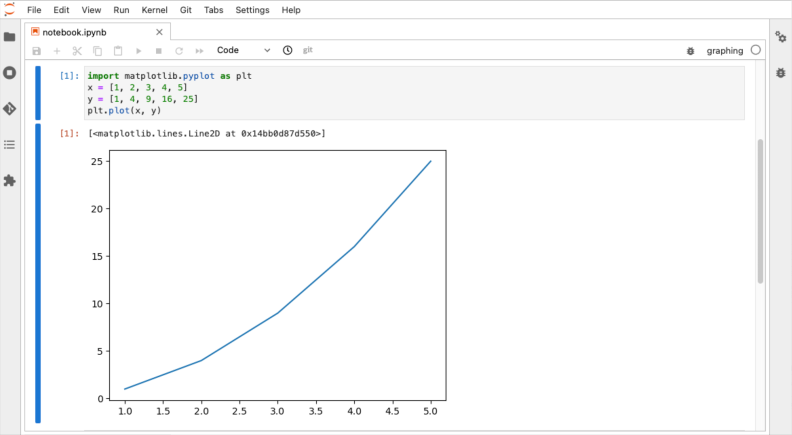 File Edit View Run Kernel Git Tabs Settings Help
notebook.ipynb
Code git graphing
[1]: import matplotlib.pyplot as plt
x = [1, 2, 3, 4, 5]
y = [1, 4, 9, 16, 25]
plt.plot(x, y)
[1]: [<matplotlib.lines.Line2D at 0x14bb0d87d550>]
25
20
15
10
5
0
1.0 1.5 2.0 2.5 3.0 3.5 4.0 4.5 5.0